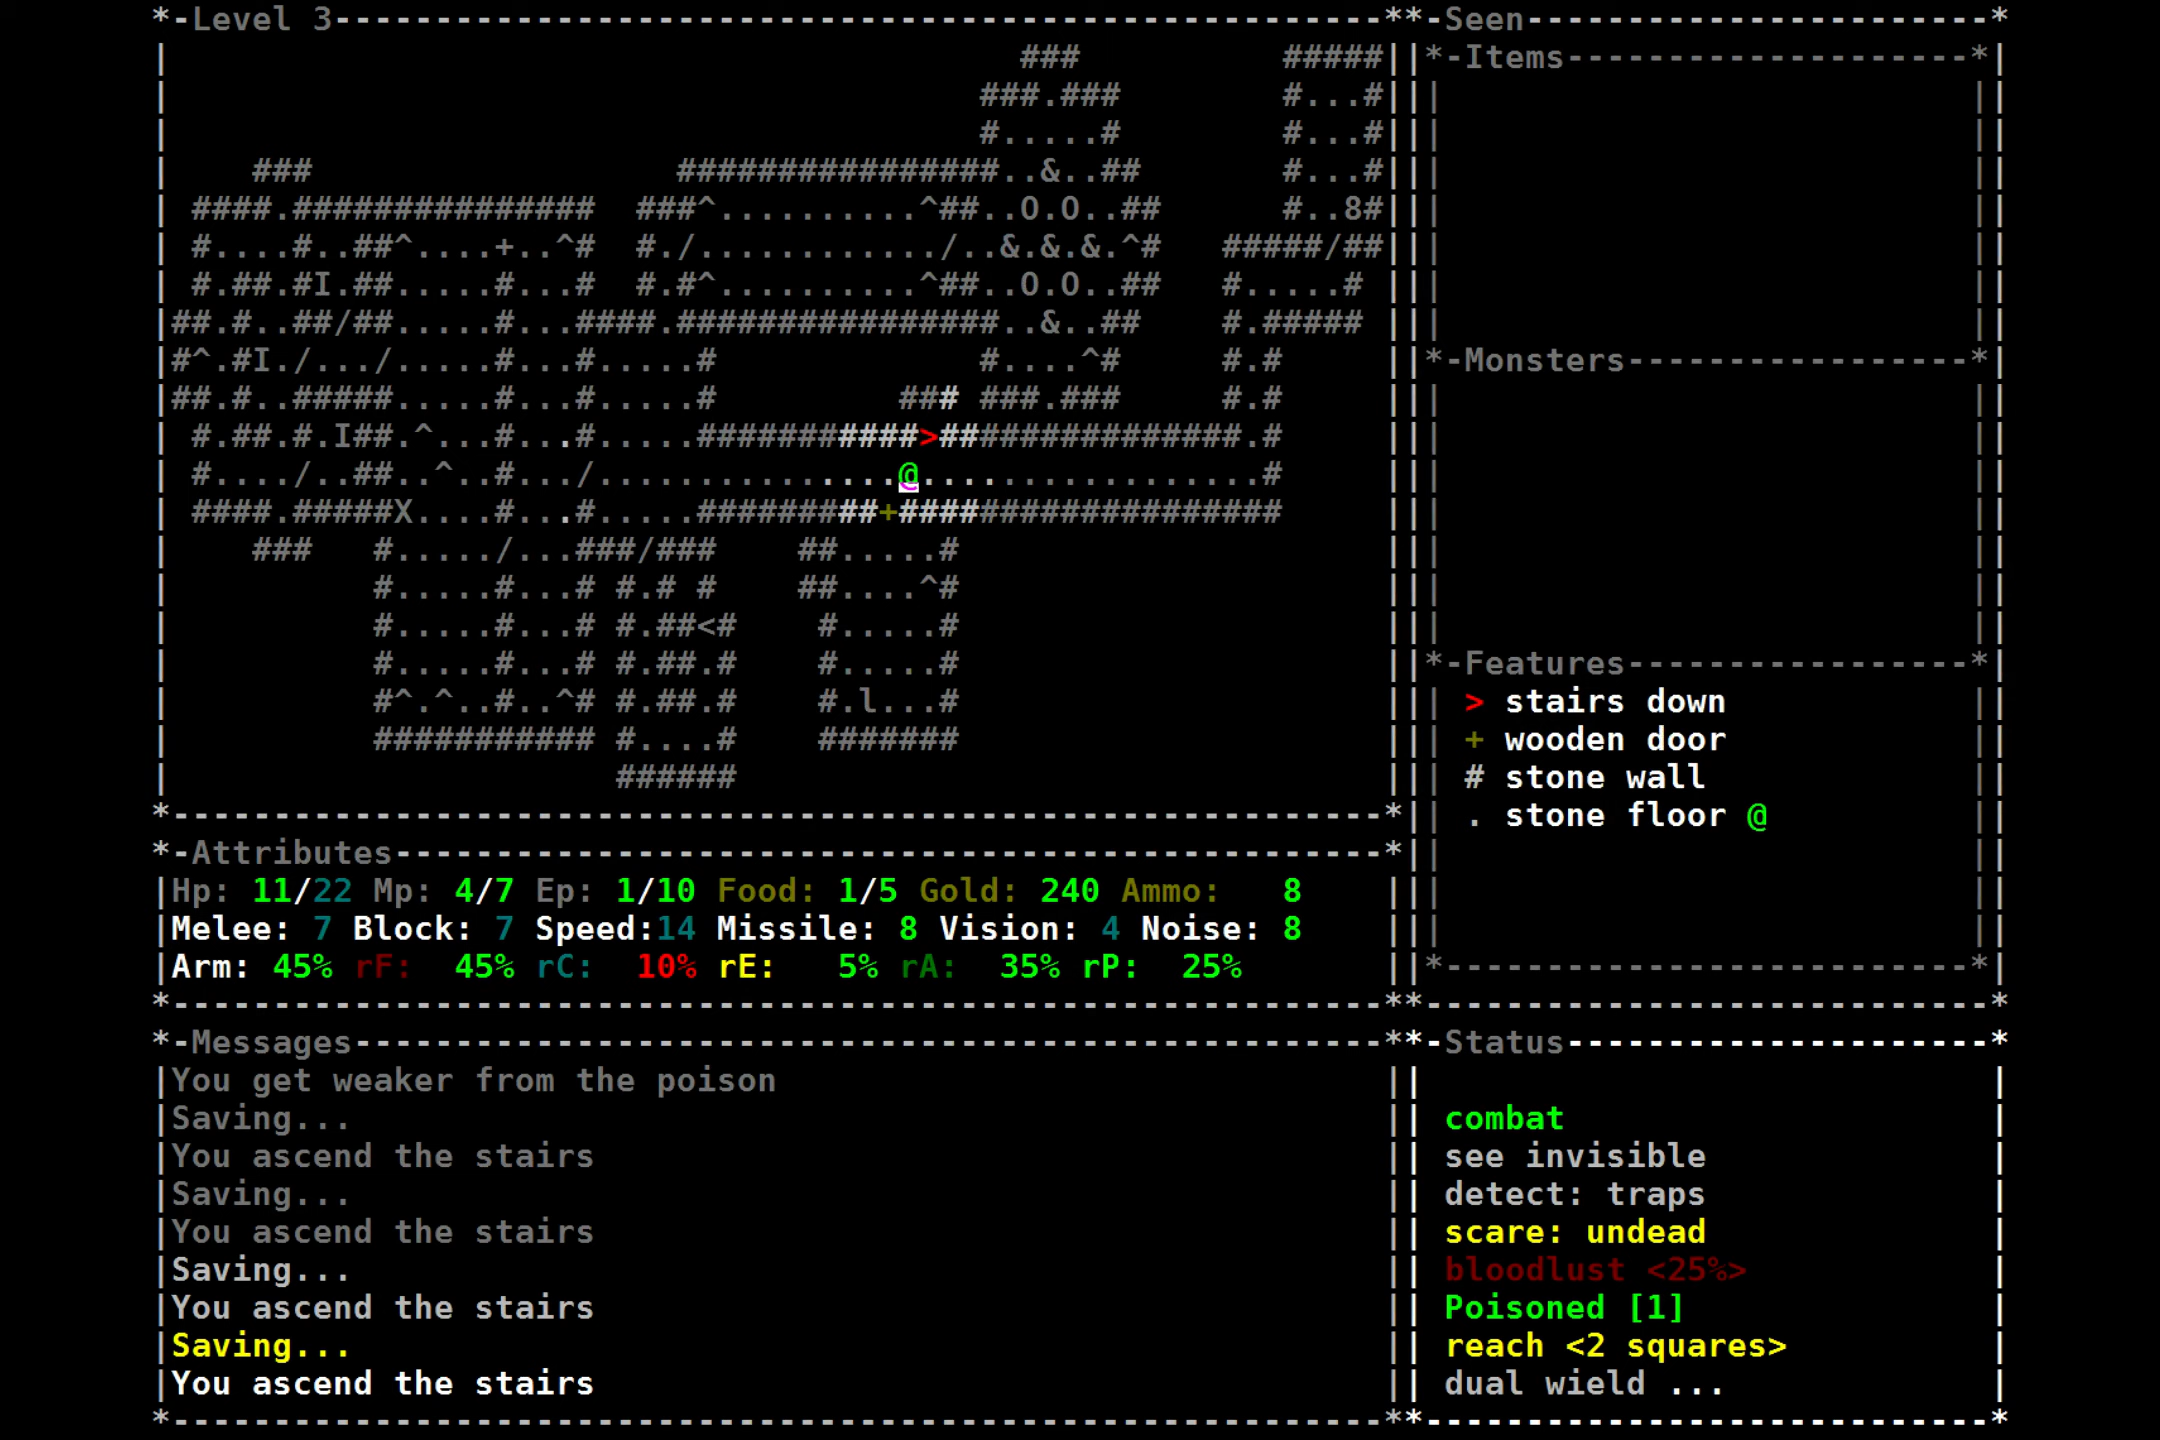 Level 3
Seen
Items
Monsters
Features
> stairs down
+ wooden door
# stone wall
. stone floor @
Attributes
Hp: 11/22 Mp: 4/7 Ep: 1/10 Food: 1/5 Gold: 240 Ammo: 8
Melee: 7 Block: 7 Speed:14 Missile: 8 Vision: 4 Noise: 8
Arm: 45% rF: 45% rC: 10% rE: 5% rA: 35% rP: 25%
Messages
You get weaker from the poison
Saving...
You ascend the stairs
Saving...
You ascend the stairs
Saving...
You ascend the stairs
Saving...
You ascend the stairs
Status
combat
see invisible
detect: traps
scare: undead
bloodlust <25%>
Poisoned [1]
reach <2 squares>
dual wield ...